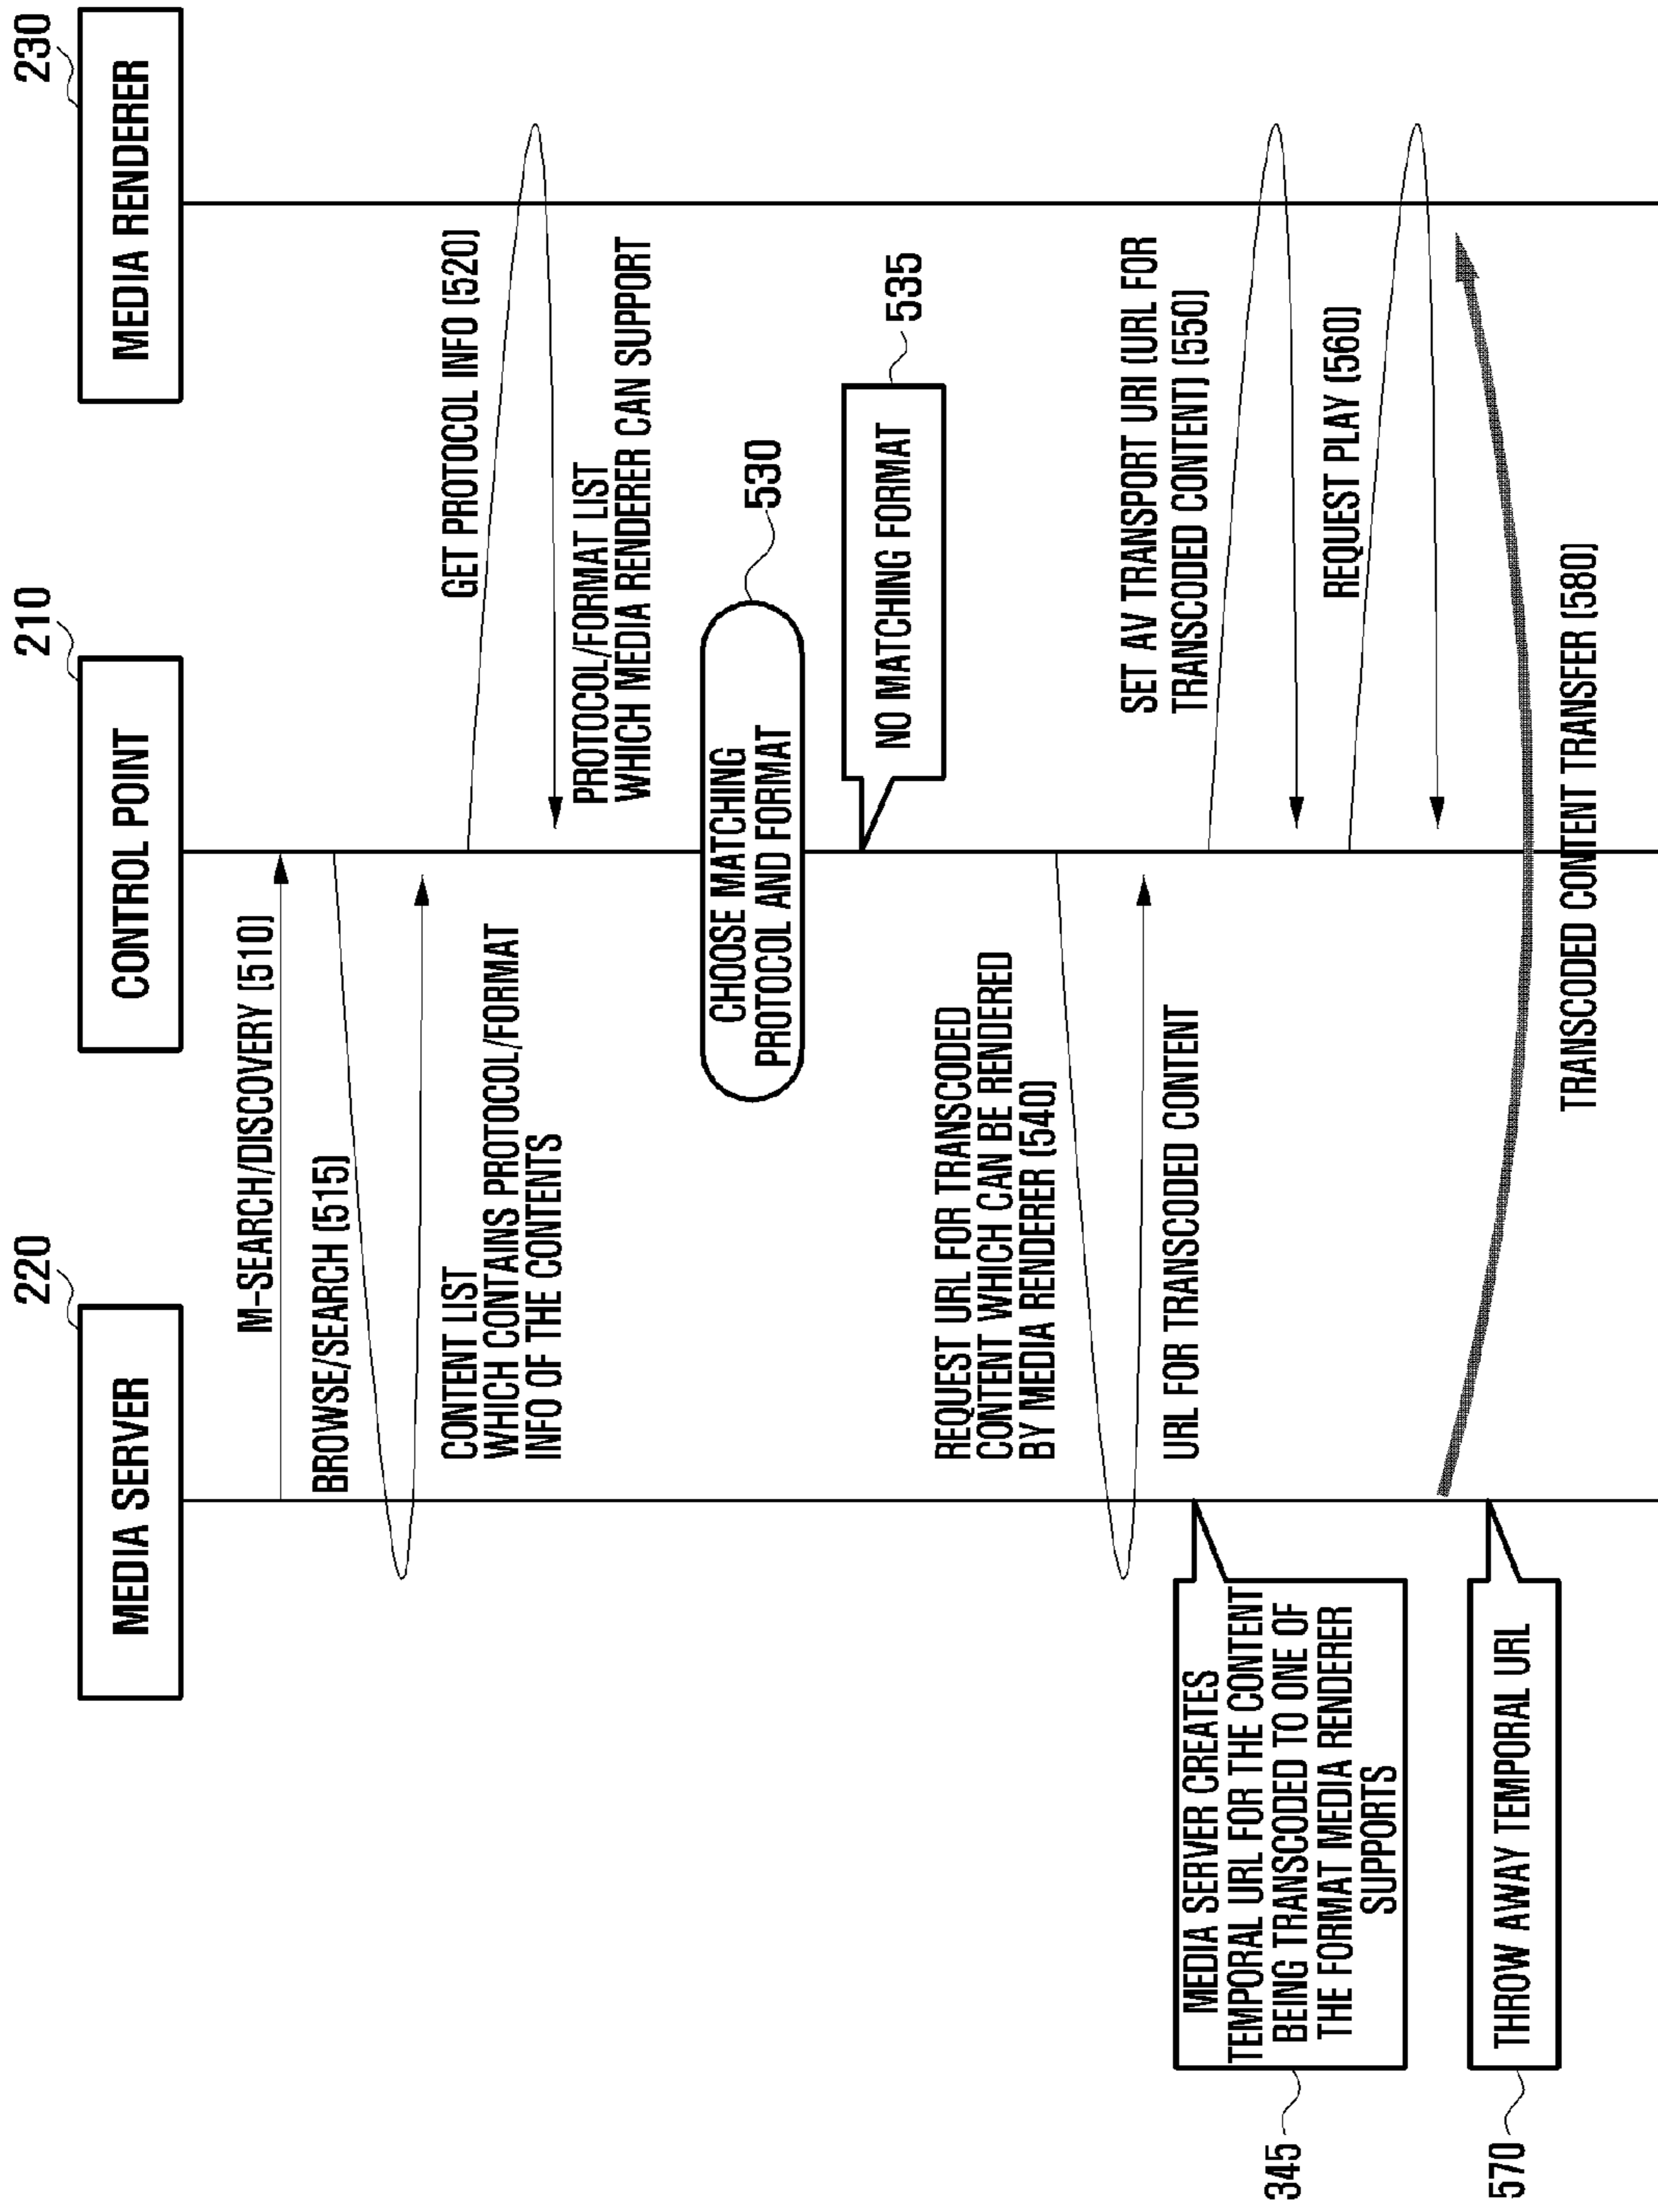 220
210
230
MEDIA SERVER
CONTROL POINT
MEDIA RENDERER
M-SEARCH/DISCOVERY (510)
BROWSE/SEARCH (515)
CONTENT LIST
WHICH CONTAINS PROTOCOL/FORMAT
INFO OF THE CONTENTS
GET PROTOCOL INFO (520)
PROTOCOL/FORMAT LIST
WHICH MEDIA RENDERER CAN SUPPORT
CHOOSE MATCHING
PROTOCOL AND FORMAT
530
NO MATCHING FORMAT
535
REQUEST URL FOR TRANSCODED
CONTENT WHICH CAN BE RENDERED
BY MEDIA RENDERER (540)
URL FOR TRANSCODED CONTENT
SET AV TRANSPORT URI (URL FOR
TRANSCODED CONTENT) (550)
345
MEDIA SERVER CREATES
TEMPORAL URL FOR THE CONTENT
BEING TRANSCODED TO ONE OF
THE FORMAT MEDIA RENDERER
SUPPORTS
REQUEST PLAY (560)
570
THROW AWAY TEMPORAL URL
TRANSCODED CONTENT TRANSFER (580)